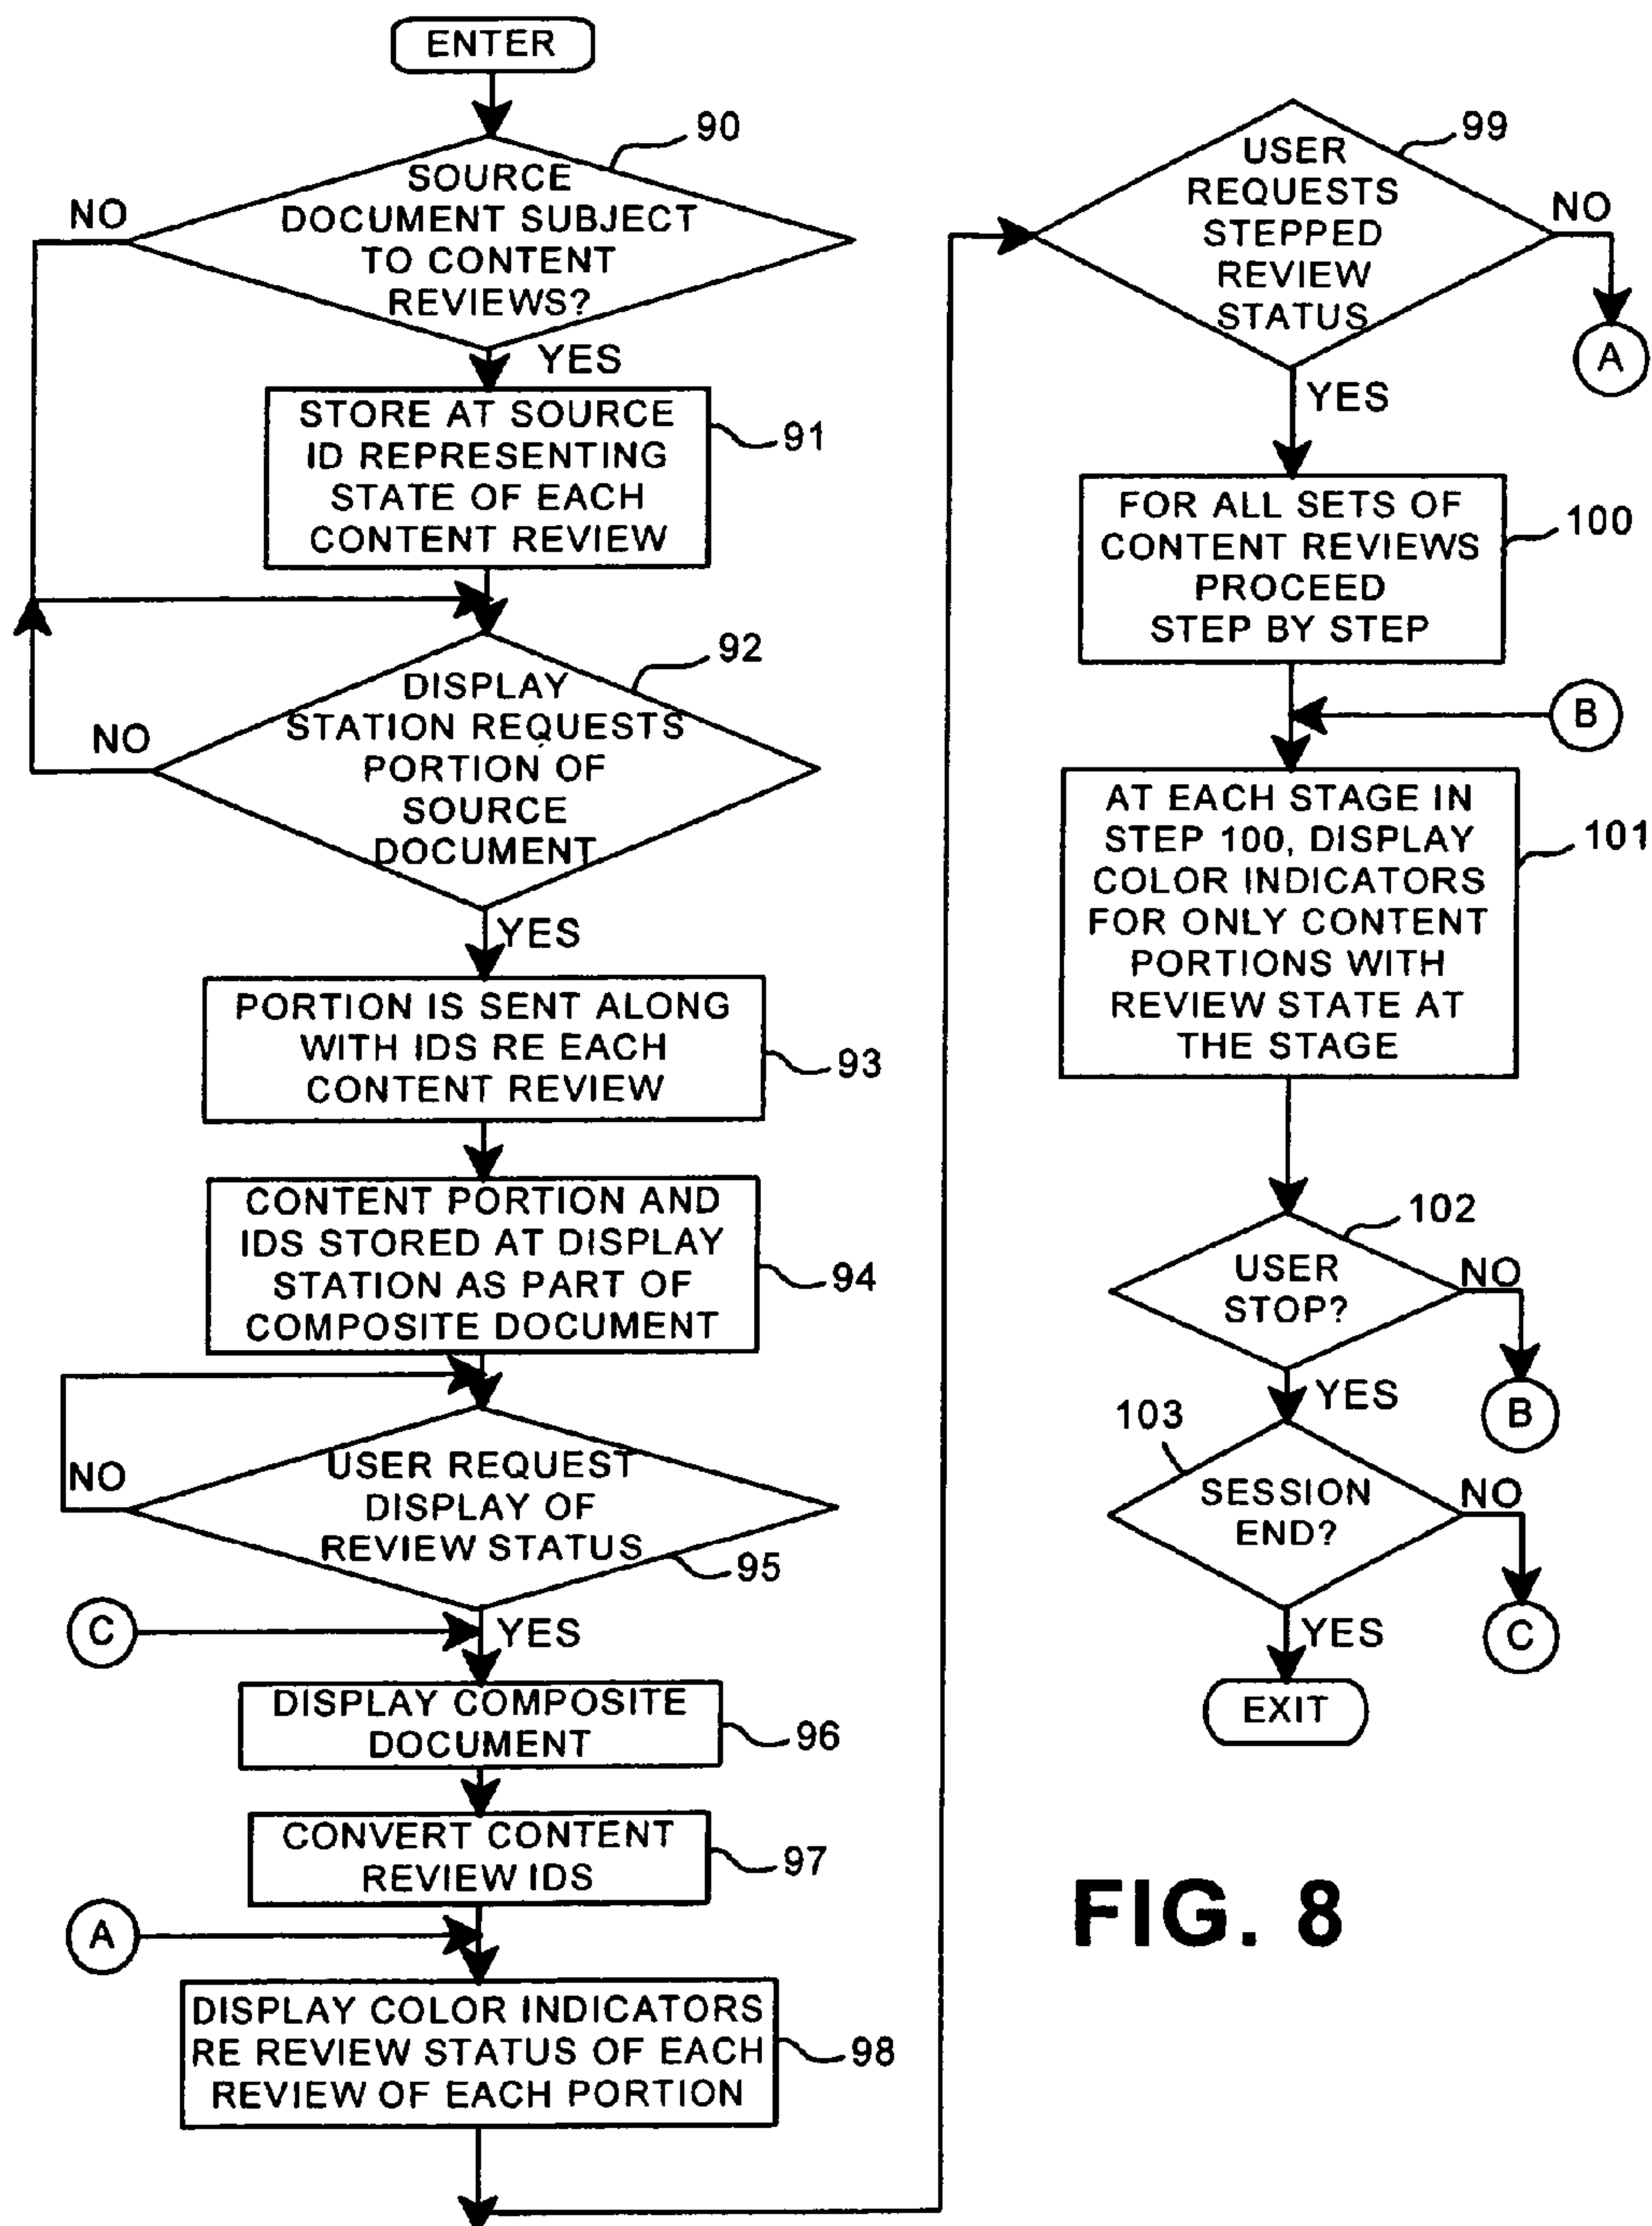 ENTER
90
SOURCE
DOCUMENT SUBJECT
TO CONTENT
REVIEWS?
NO
YES
STORE AT SOURCE
ID REPRESENTING
STATE OF EACH
CONTENT REVIEW
91
92
DISPLAY
STATION REQUESTS
PORTION OF
SOURCE
DOCUMENT
NO
YES
PORTION IS SENT ALONG
WITH IDS RE EACH
CONTENT REVIEW
93
CONTENT PORTION AND
IDS STORED AT DISPLAY
STATION AS PART OF
COMPOSITE DOCUMENT
94
USER REQUEST
DISPLAY OF
REVIEW STATUS
NO
95
C
YES
DISPLAY COMPOSITE
DOCUMENT
96
CONVERT CONTENT
REVIEW IDS
97
A
DISPLAY COLOR INDICATORS
RE REVIEW STATUS OF EACH
REVIEW OF EACH PORTION
98
99
USER
REQUESTS
STEPPED
REVIEW
STATUS
NO
A
YES
FOR ALL SETS OF
CONTENT REVIEWS
PROCEED
STEP BY STEP
100
B
AT EACH STAGE IN
STEP 100, DISPLAY
COLOR INDICATORS
FOR ONLY CONTENT
PORTIONS WITH
REVIEW STATE AT
THE STAGE
101
102
USER
STOP?
NO
B
YES
103
SESSION
END?
NO
C
YES
EXIT
FIG. 8